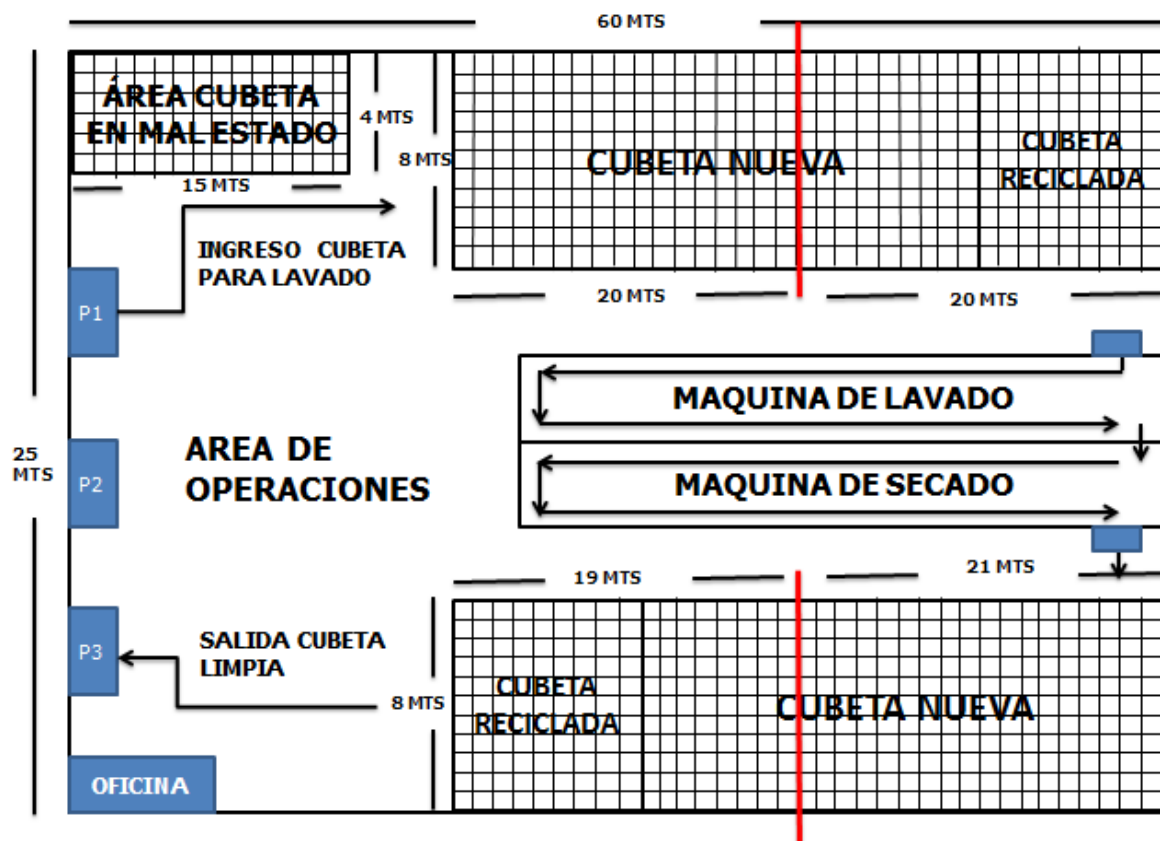 60 MTS
ÁREA CUBETA
EN MAL ESTADO
4 MTS
8 MTS
15 MTS
CUBETA NUEVA
CUBETA
RECICLADA
INGRESO CUBETA
PARA LAVADO
P1
20 MTS
20 MTS
MAQUINA DE LAVADO
25
MTS
P2
AREA DE
OPERACIONES
MAQUINA DE SECADO
19 MTS
21 MTS
P3
SALIDA CUBETA
LIMPIA
8 MTS
CUBETA
RECICLADA
CUBETA NUEVA
OFICINA